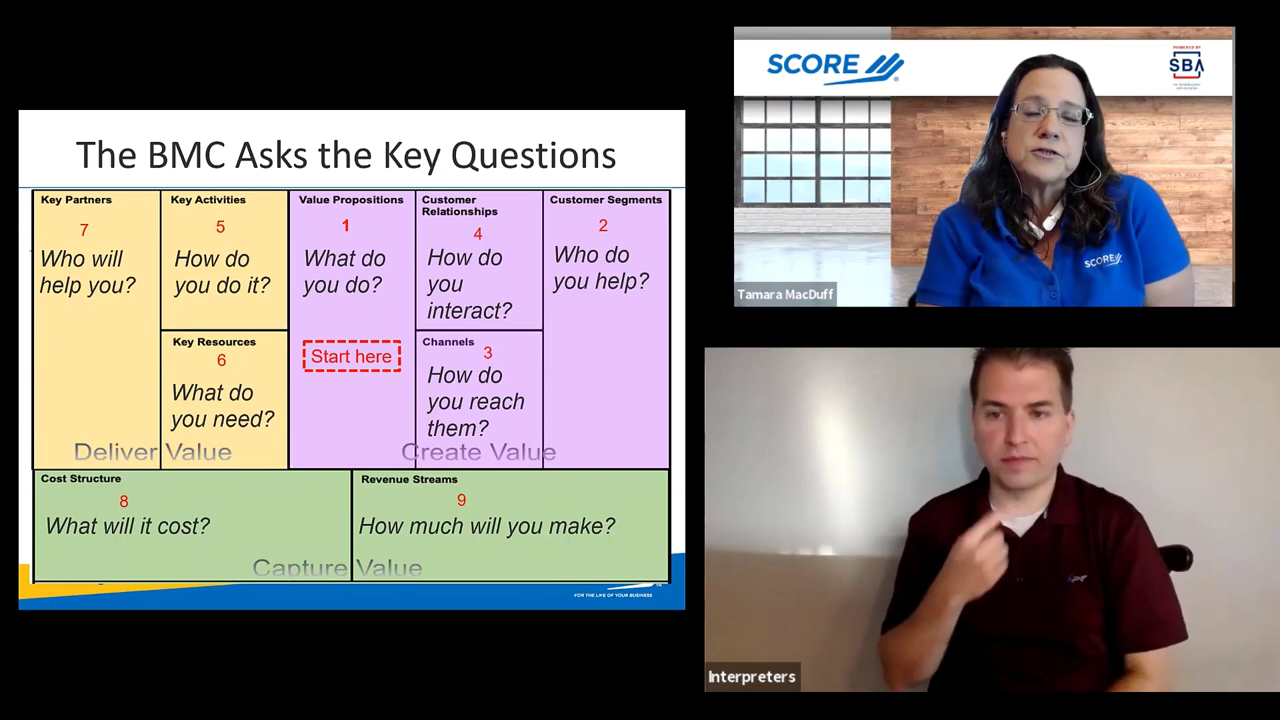 The BMC Asks the Key Questions
Key Partners
7
Who will
help you?
Key Activities
5
How do
you do it?
Key Resources
6
What do
you need?
Value Propositions
1
What do
you do?
Start here
Customer
Relationships
4
How do
you
interact?
Channels
3
How do
you reach
them?
Customer Segments
2
Who do
you help?
Deliver Value
Create Value
Cost Structure
8
What will it cost?
Revenue Streams
9
How much will you make?
Capture Value
FOR THE LIFE OF YOUR BUSINESS
SCORE
®
POWERED BY
SBA
SCORE
Tamara MacDuff
Interpreters